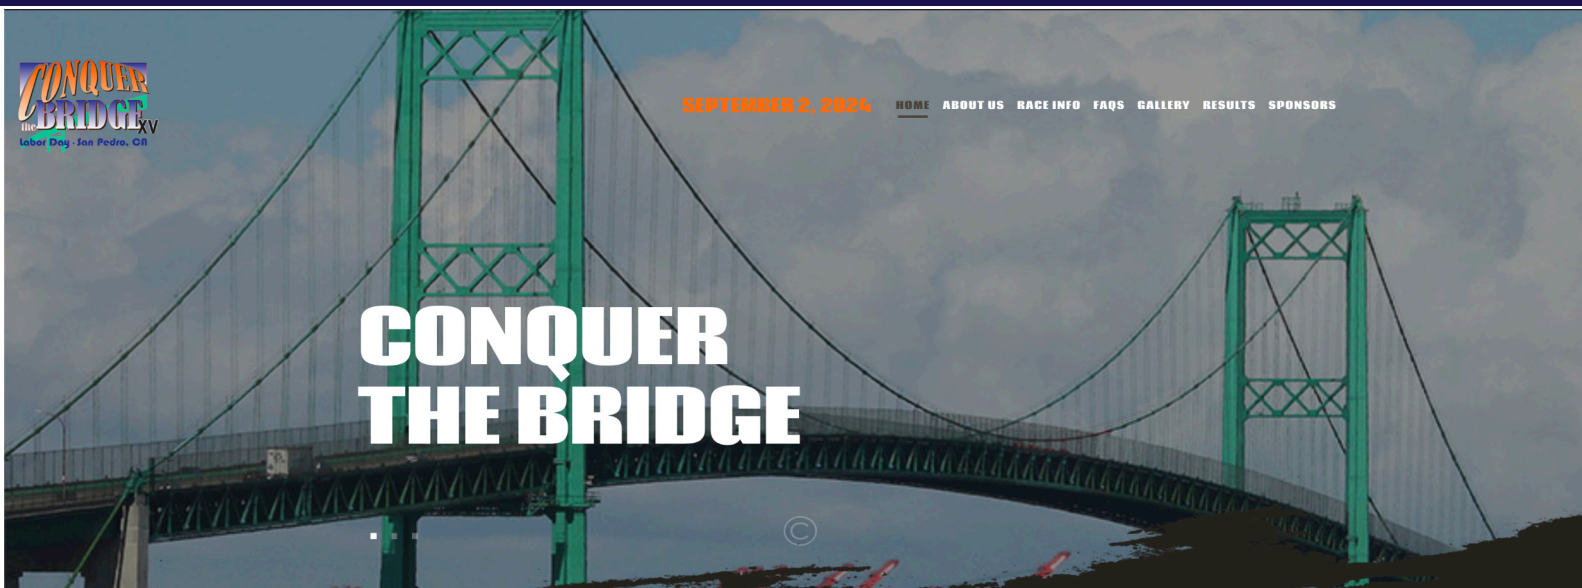 CONQUER
the BRIDGE XV
Labor Day - San Pedro, CA
SEPTEMBER 2, 2024
HOME ABOUT US RACE INFO FAQS GALLERY RESULTS SPONSORS
CONQUER
THE BRIDGE
©